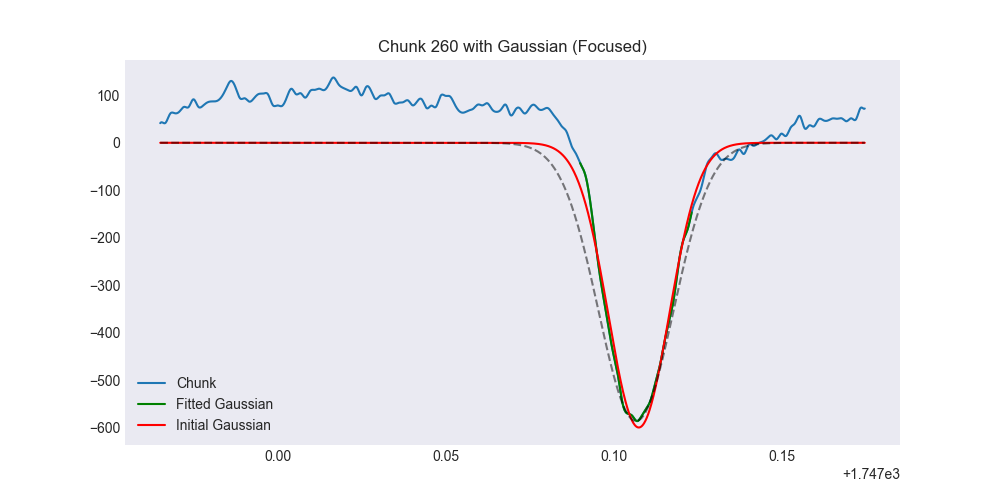 Chunk 260 with Gaussian (Focused)
100
0
−100
−200
−300
−400
−500
−600
Chunk
Fitted Gaussian
Initial Gaussian
0.00 0.05 0.10 0.15
+1.747e3